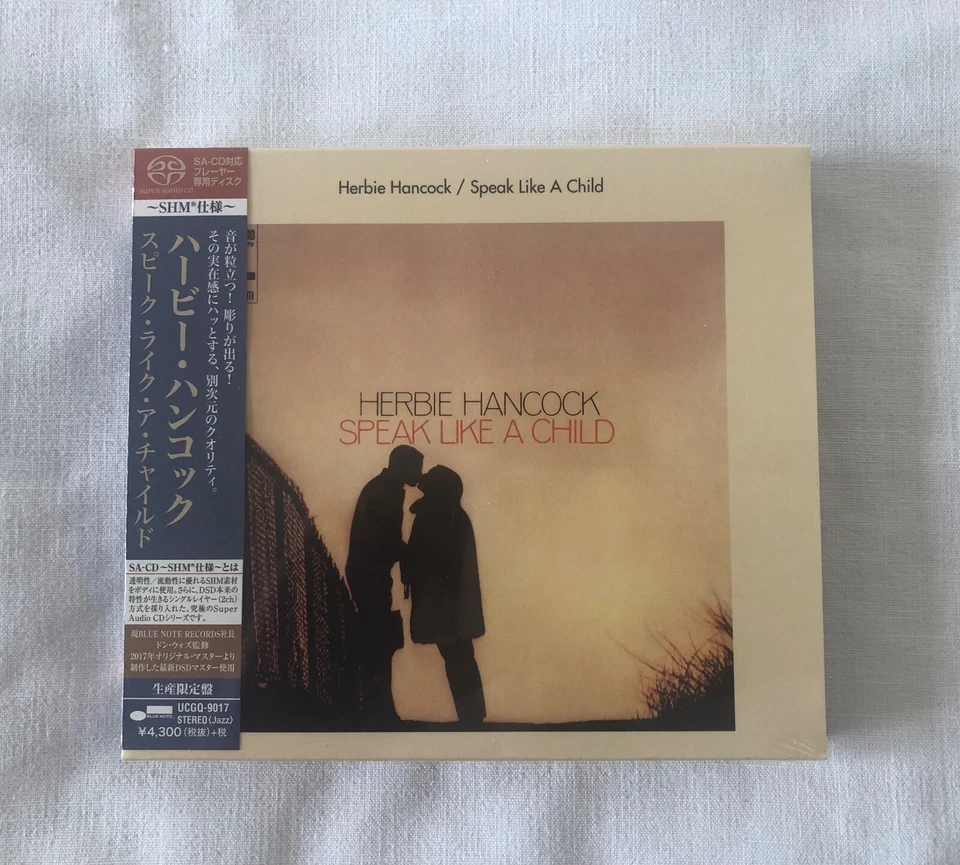 SUPER AUDIO CD
SA-CD対応
プレーヤー
専用ディスク
～SHM®仕様～
音が粒立つ！ 彫りが出る！
その実在感にハッとする、別次元のクオリティ。
ハービー・ハンコック
スピーク・ライク・ア・チャイルド
SA-CD～SHM®仕様～とは
透明性／流動性に優れるSHM素材
をボディに使用。さらに、DSD本来の
特性が生きるシングルレイヤー(2ch)
方式を採り入れた、究極のSuper
Audio CDシリーズです。
現BLUE NOTE RECORDS社長
ドン・ウォズ監修
2017年オリジナル・マスターより
制作した最新DSDマスター使用
生産限定盤
BLUE NOTE
UCGQ-9017
STEREO〈Jazz〉
¥4,300(税抜)+税
Herbie Hancock / Speak Like A Child
HERBIE HANCOCK
SPEAK LIKE A CHILD